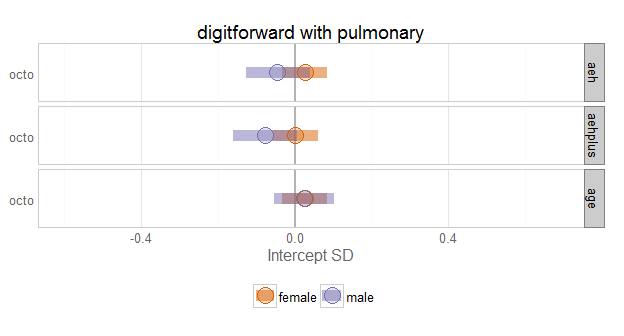 digitforward with pulmonary
octo
aeh
octo
aehplus
octo
age
-0.4 0.0 0.4
Intercept SD
female male